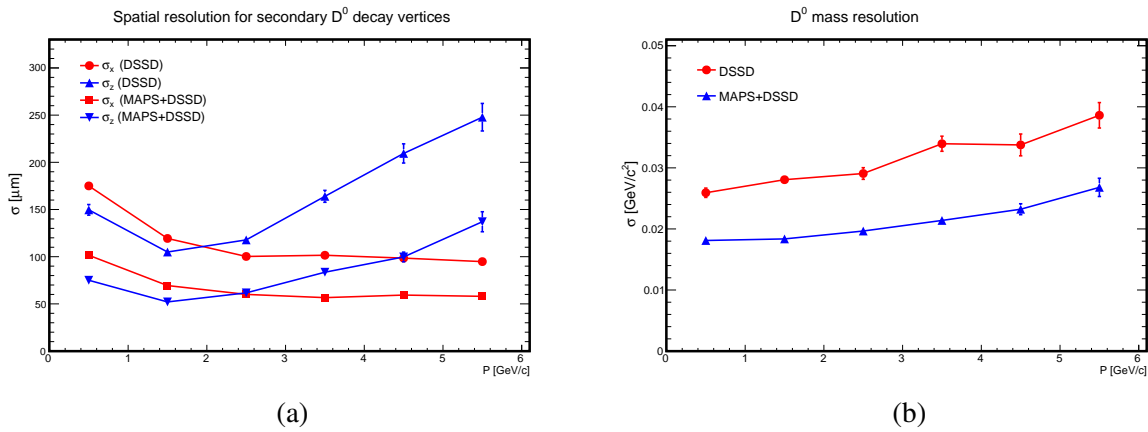 Spatial resolution for secondary D⁰ decay vertices
σ [μm]
300
250
200
150
100
50
0
σₓ (DSSD)
σ_z (DSSD)
σₓ (MAPS+DSSD)
σ_z (MAPS+DSSD)
0 1 2 3 4 5 6
P [GeV/c]
(a)
D⁰ mass resolution
σ [GeV/c²]
0.05
0.04
0.03
0.02
0.01
0
DSSD
MAPS+DSSD
0 1 2 3 4 5 6
P [GeV/c]
(b)